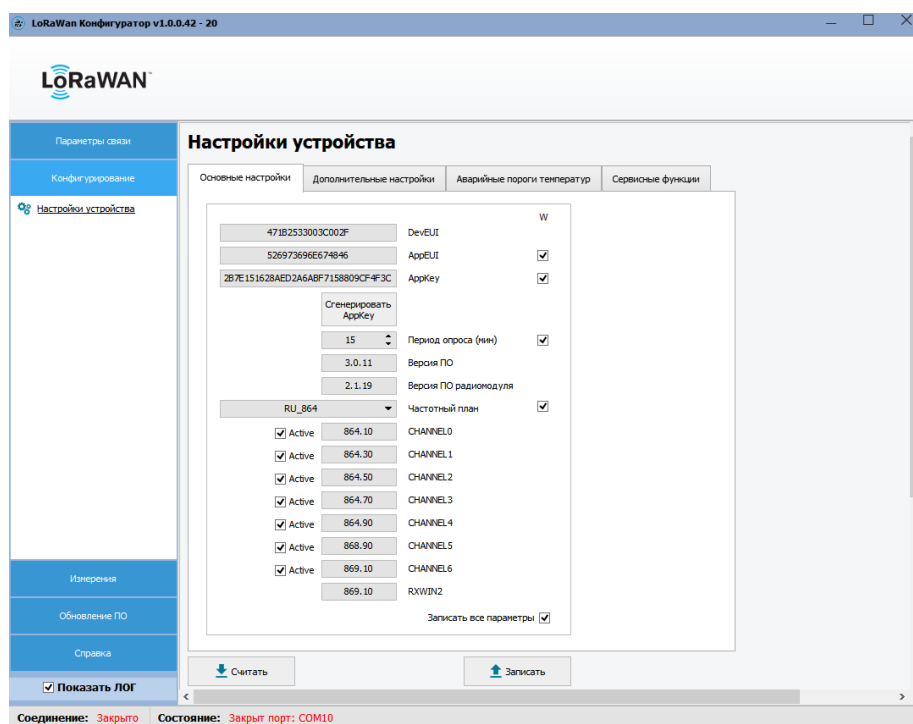 LoRaWan Конфигуратор v1.0.0.42 - 20
LoRaWAN™
Параметры связи
Конфигурирование
Настройки устройства
Измерения
Обновление ПО
Справка
Показать ЛОГ
Настройки устройства
Основные настройки
Дополнительные настройки
Аварийные пороги температур
Сервисные функции
W
471B2533003C002F DevEUI
526973696E674846 AppEUI
2B7E151628AED2A6ABF7158809CF4F3C AppKey
Сгенерировать
AppKey
15 Период опроса (мин)
3.0.11 Версия ПО
2.1.19 Версия ПО радиомодуля
RU_864 Частотный план
Active 864.10 CHANNEL0
Active 864.30 CHANNEL1
Active 864.50 CHANNEL2
Active 864.70 CHANNEL3
Active 864.90 CHANNEL4
Active 868.90 CHANNEL5
Active 869.10 CHANNEL6
869.10 RXWIN2
Записать все параметры
Считать
Записать
Соединение: Закрыто Состояние: Закрыт порт: COM10